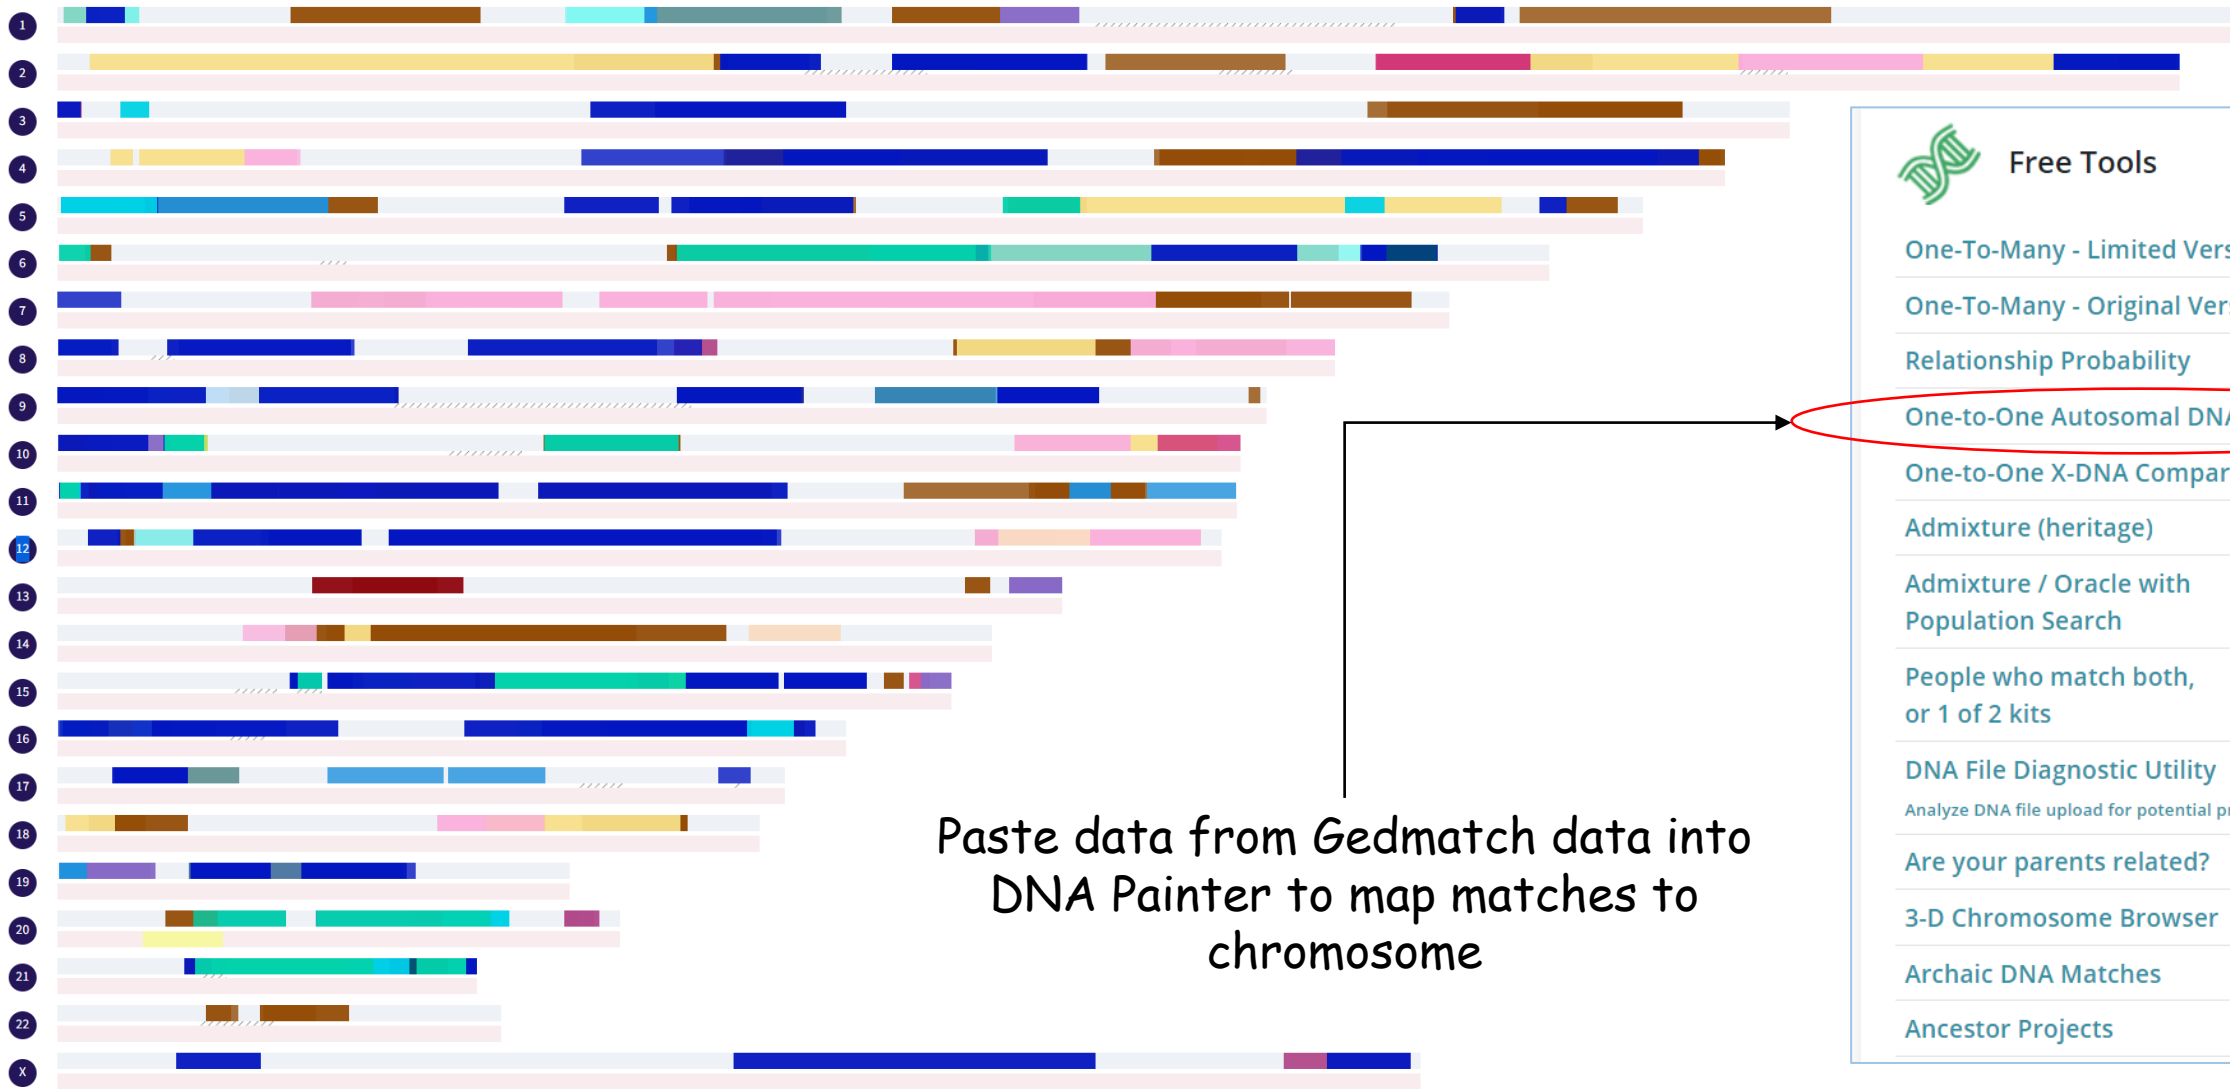 1
2
3
4
5
6
7
8
9
10
11
12
13
14
15
16
17
18
19
20
21
22
X
Paste data from Gedmatch data into
DNA Painter to map matches to
chromosome
Free Tools
One-To-Many - Limited Vers
One-To-Many - Original Ver
Relationship Probability
One-to-One Autosomal DNA
One-to-One X-DNA Compar
Admixture (heritage)
Admixture / Oracle with
Population Search
People who match both,
or 1 of 2 kits
DNA File Diagnostic Utility
Analyze DNA file upload for potential pr
Are your parents related?
3-D Chromosome Browser
Archaic DNA Matches
Ancestor Projects